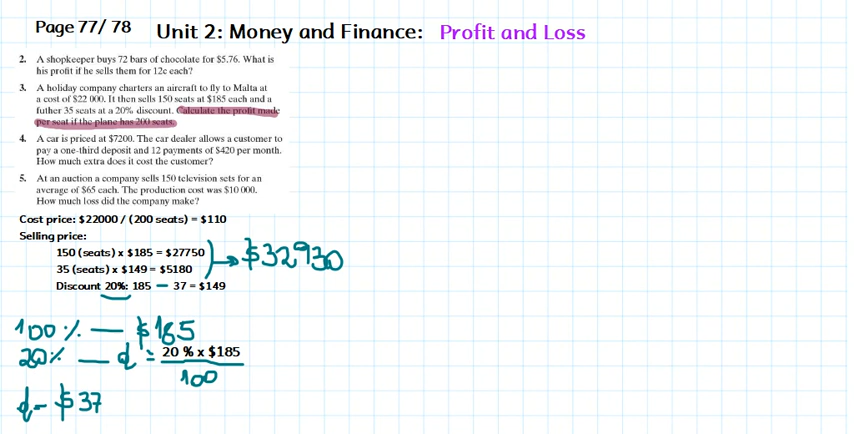 Page 77/ 78
Unit 2: Money and Finance: Profit and Loss
2. A shopkeeper buys 72 bars of chocolate for $5.76. What is
his profit if he sells them for 12c each?
3. A holiday company charters an aircraft to fly to Malta at
a cost of $22 000. It then sells 150 seats at $185 each and a
futher 35 seats at a 20% discount. Calculate the profit made
per seat if the plane has 200 seats.
4. A car is priced at $7200. The car dealer allows a customer to
pay a one-third deposit and 12 payments of $420 per month.
How much extra does it cost the customer?
5. At an auction a company sells 150 television sets for an
average of $65 each. The production cost was $10 000.
How much loss did the company make?
Cost price: $22000 / (200 seats) = $110
Selling price:
150 (seats) x $185 = $27750
35 (seats) x $149 = $5180
$32930
Discount 20%: 185 — 37 = $149
100 % — $185
20% — d = 20 % x $185
100
d = $37